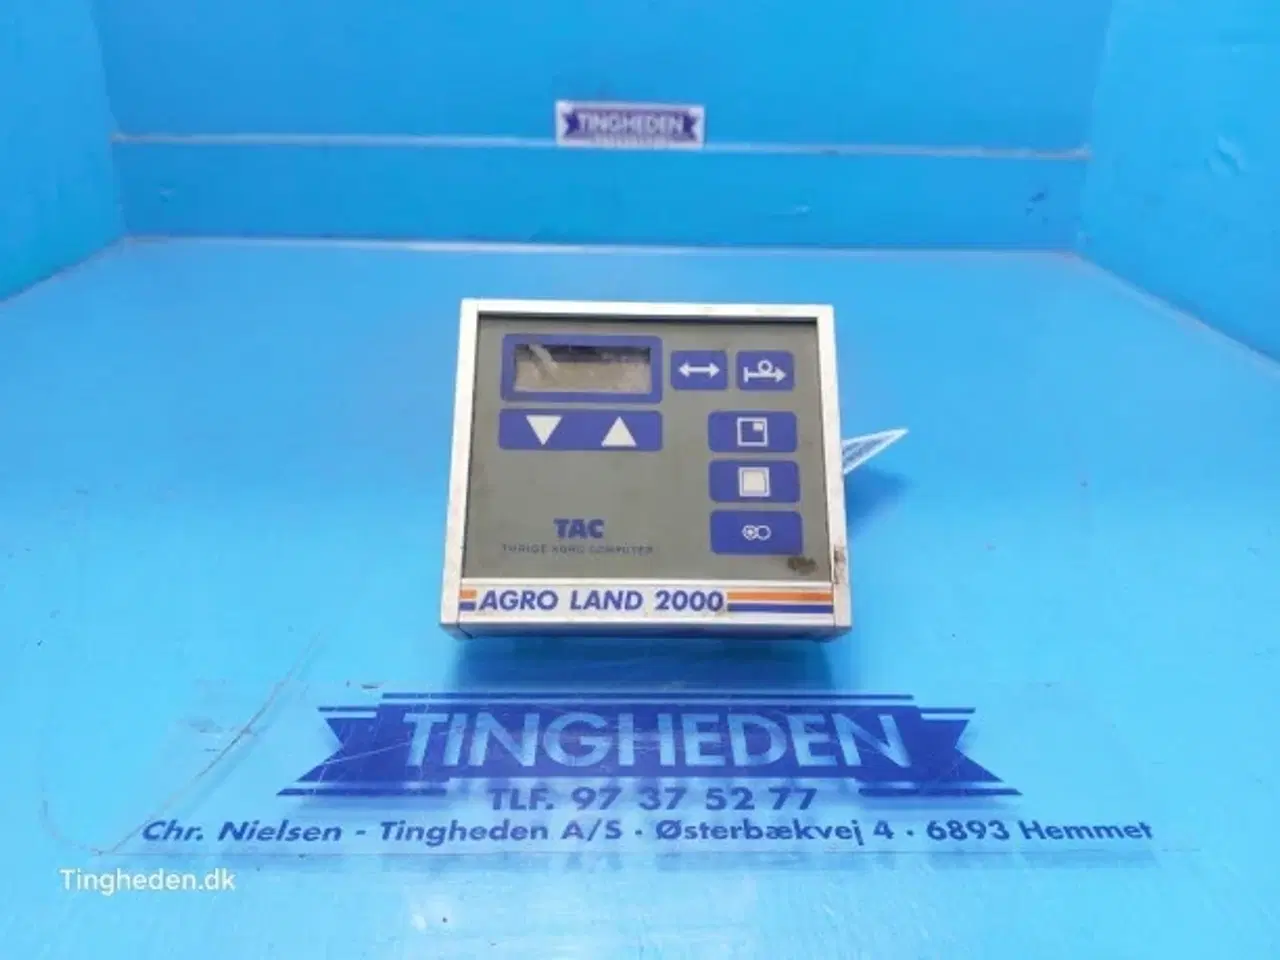 TINGHEDEN
TAC
THRIGE AGRO COMPUTER
AGRO LAND 2000
TINGHEDEN
TLF. 97 37 52 77
Chr. Nielsen - Tingheden A/S · Østerbækvej 4 · 6893 Hemmet
Tingheden.dk